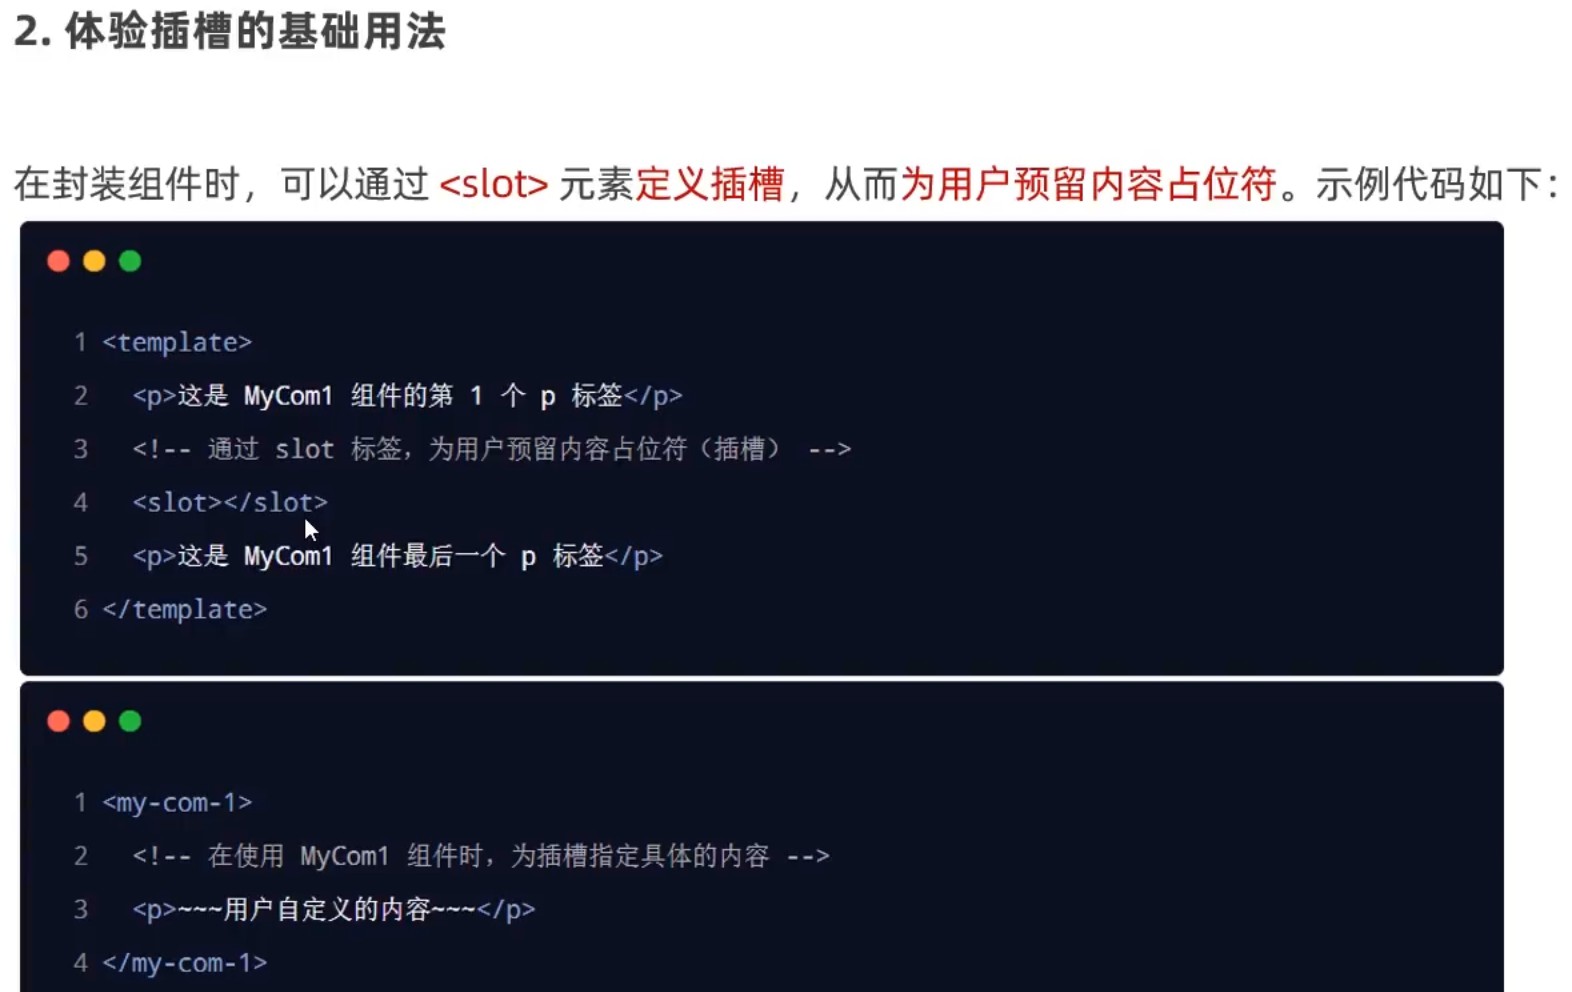 2. 体验插槽的基础用法
在封装组件时，可以通过 <slot> 元素定义插槽，从而为用户预留内容占位符。示例代码如下：
1 <template>
2 <p>这是 MyCom1 组件的第 1 个 p 标签</p>
3 <!-- 通过 slot 标签，为用户预留内容占位符（插槽） -->
4 <slot></slot>
5 <p>这是 MyCom1 组件最后一个 p 标签</p>
6 </template>
1 <my-com-1>
2 <!-- 在使用 MyCom1 组件时，为插槽指定具体的内容 -->
3 <p>~~~用户自定义的内容~~~</p>
4 </my-com-1>